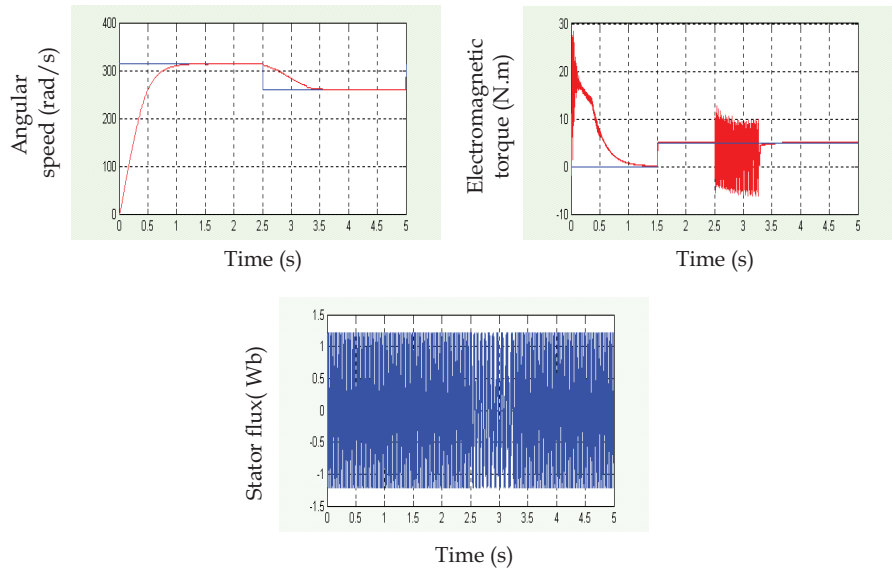 Angular
speed (rad/s)
400
300
200
100
0
0 0.5 1 1.5 2 2.5 3 3.5 4 4.5 5
Time (s)
Electromagnetic
torque (N.m)
30
20
10
0
-10
0 0.5 1 1.5 2 2.5 3 3.5 4 4.5 5
Time (s)
Stator flux( Wb)
1.5
1
0.5
0
-0.5
-1
-1.5
0 0.5 1 1.5 2 2.5 3 3.5 4 4.5 5
Time (s)